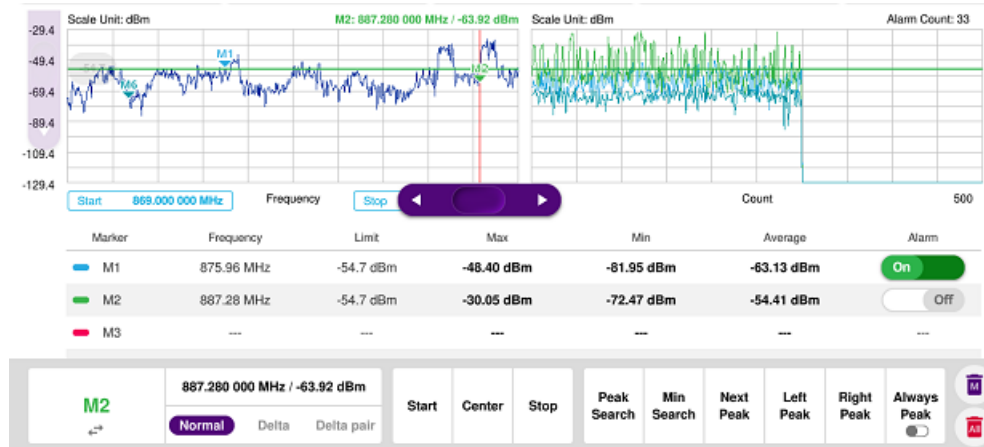 Scale Unit: dBm
M2: 887.280 000 MHz / -63.92 dBm
Scale Unit: dBm
Alarm Count: 33
-29.4
-49.4
-69.4
-89.4
-109.4
-129.4
M1
M6
M2
Start 869.000 000 MHz
Frequency
Stop
Count
500
Marker Frequency Limit Max Min Average Alarm
M1 875.96 MHz -54.7 dBm -48.40 dBm -81.95 dBm -63.13 dBm On
M2 887.28 MHz -54.7 dBm -30.05 dBm -72.47 dBm -54.41 dBm Off
M3 --- --- --- --- --- ---
M2
887.280 000 MHz / -63.92 dBm
Normal Delta Delta pair
Start
Center
Stop
Peak Search
Min Search
Next Peak
Left Peak
Right Peak
Always Peak
M
All